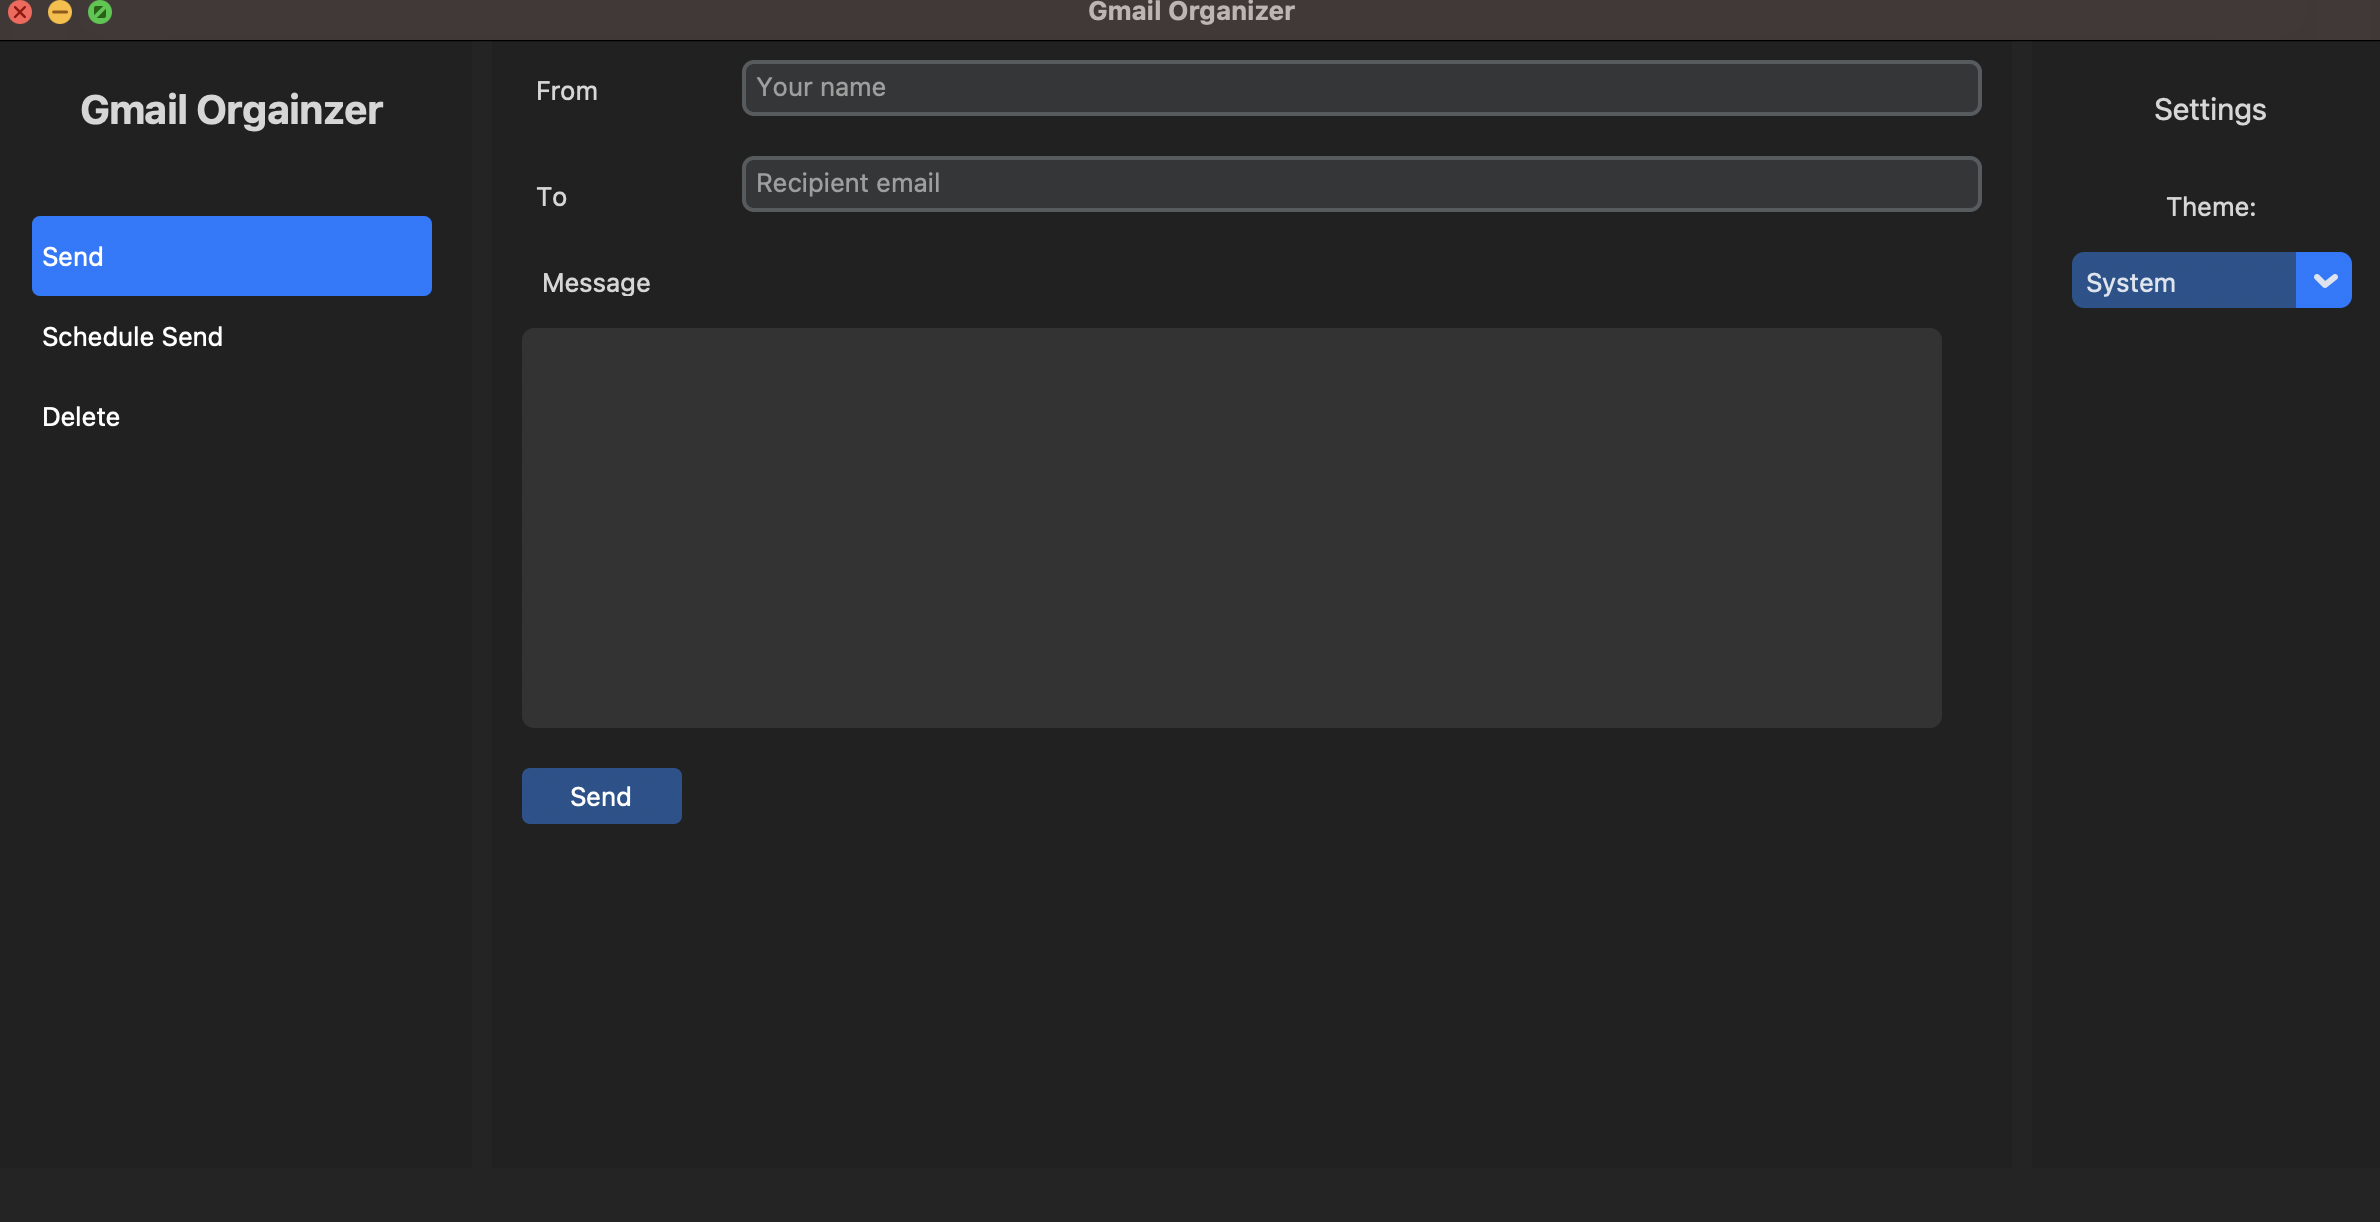 Gmail Organizer
Gmail Orgainzer
Send
Schedule Send
Delete
From
Your name
To
Recipient email
Message
Send
Settings
Theme:
System